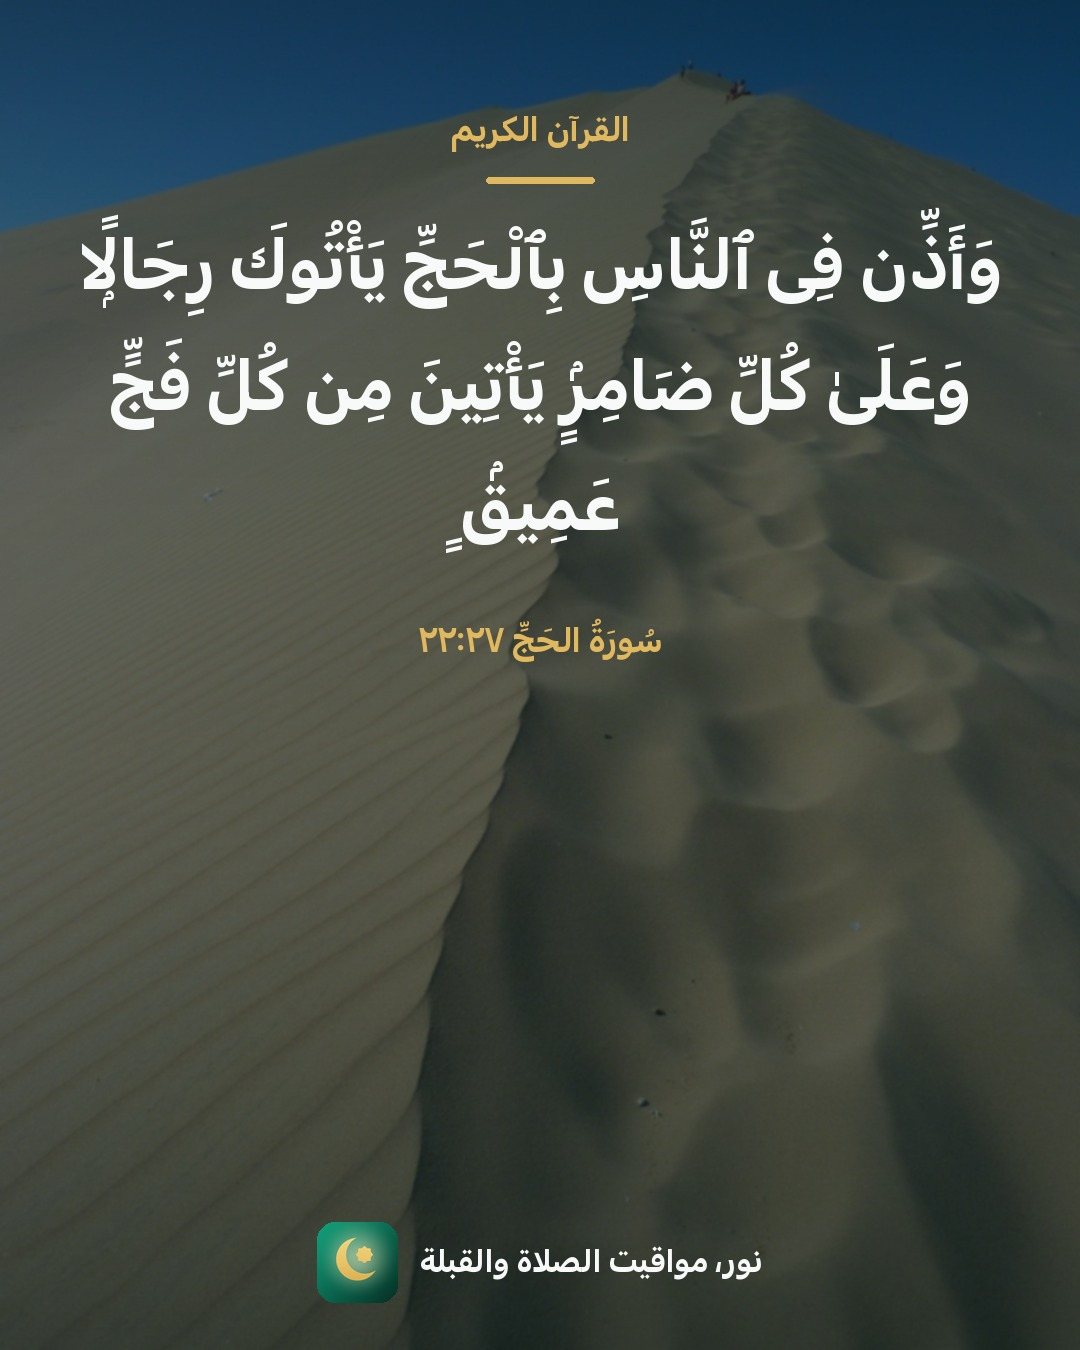 القرآن الكريم
وَأَذِّن فِى ٱلنَّاسِ بِٱلْحَجِّ يَأْتُوكَ رِجَالًۭا
وَعَلَىٰ كُلِّ ضَامِرٍۢ يَأْتِينَ مِن كُلِّ فَجٍّ
عَمِيقٍۢ
سُورَةُ الحَجِّ ٢٢:٢٧
نور، مواقيت الصلاة والقبلة